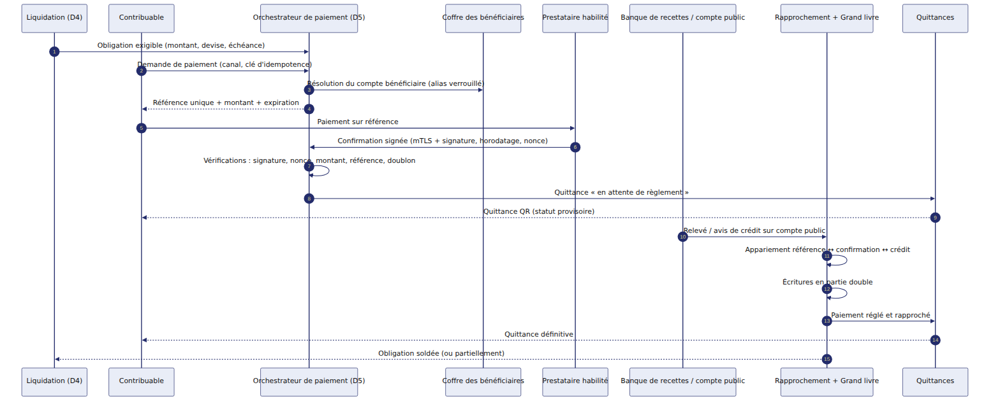 Liquidation (D4)
Contribuable
Orchestrateur de paiement (D5)
Coffre des bénéficiaires
Prestataire habilité
Banque de recettes / compte public
Rapprochement + Grand livre
Quittances
Obligation exigible (montant, devise, échéance)
1
Demande de paiement (canal, clé d'idempotence)
2
Résolution du compte bénéficiaire (alias verrouillé)
3
Référence unique + montant + expiration
4
Paiement sur référence
5
Confirmation signée (mTLS + signature, horodatage, nonce)
6
Vérifications : signature, nonce, montant, référence, doublon
7
Quittance « en attente de règlement »
8
Quittance QR (statut provisoire)
9
Relevé / avis de crédit sur compte public
10
Appariement référence ↔ confirmation ↔ crédit
11
Écritures en partie double
12
Paiement réglé et rapproché
13
Quittance définitive
14
Obligation soldée (ou partiellement)
15
Liquidation (D4)
Contribuable
Orchestrateur de paiement (D5)
Coffre des bénéficiaires
Prestataire habilité
Banque de recettes / compte public
Rapprochement + Grand livre
Quittances